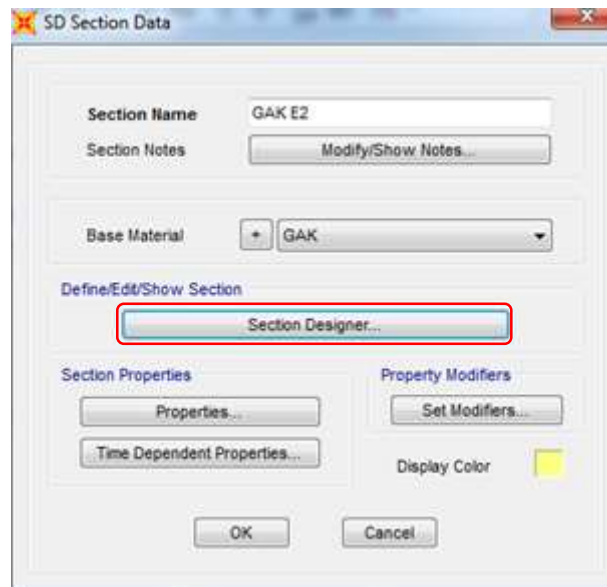 SD Section Data
Section Name GAK E2
Section Notes Modify/Show Notes...
Base Material + GAK
Define/Edit/Show Section
Section Designer...
Section Properties Property Modifiers
Properties... Set Modifiers...
Time Dependent Properties... Display Color
OK Cancel